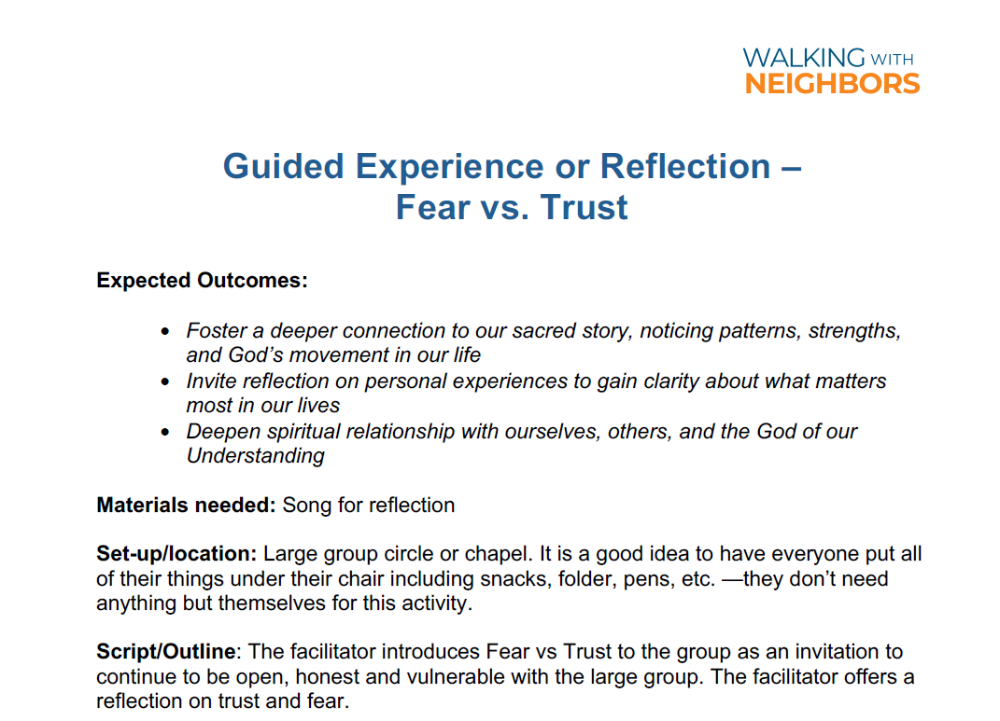 WALKING WITH
NEIGHBORS
Guided Experience or Reflection –
Fear vs. Trust
Expected Outcomes:
• Foster a deeper connection to our sacred story, noticing patterns, strengths,
and God’s movement in our life
• Invite reflection on personal experiences to gain clarity about what matters
most in our lives
• Deepen spiritual relationship with ourselves, others, and the God of our
Understanding
Materials needed: Song for reflection
Set-up/location: Large group circle or chapel. It is a good idea to have everyone put all
of their things under their chair including snacks, folder, pens, etc. —they don’t need
anything but themselves for this activity.
Script/Outline: The facilitator introduces Fear vs Trust to the group as an invitation to
continue to be open, honest and vulnerable with the large group. The facilitator offers a
reflection on trust and fear.